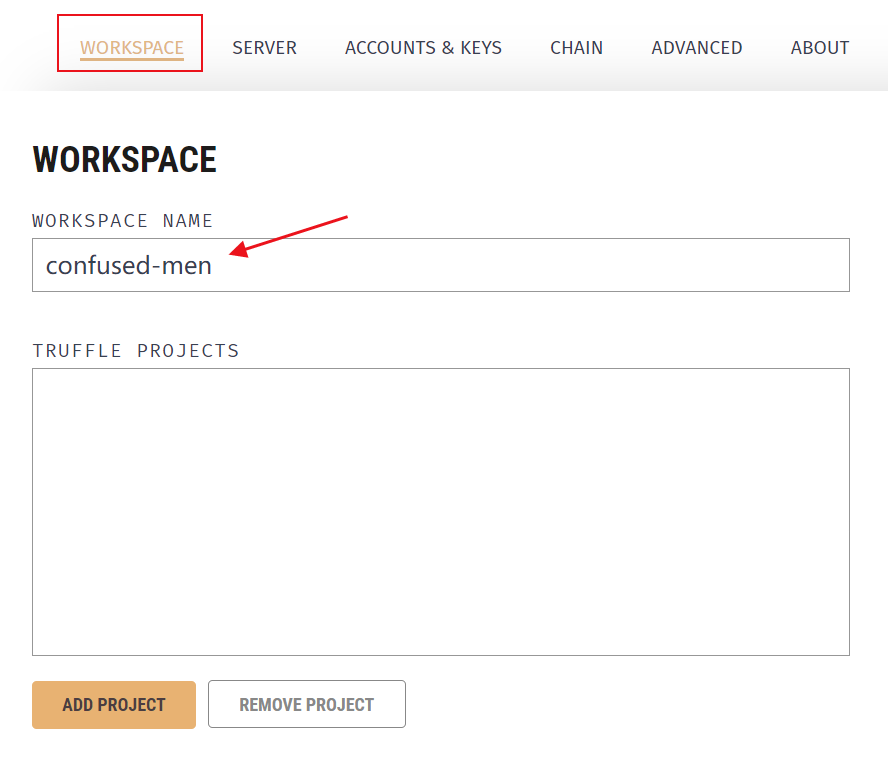 WORKSPACE SERVER ACCOUNTS & KEYS CHAIN ADVANCED ABOUT
WORKSPACE
WORKSPACE NAME
confused-men
TRUFFLE PROJECTS
ADD PROJECT REMOVE PROJECT